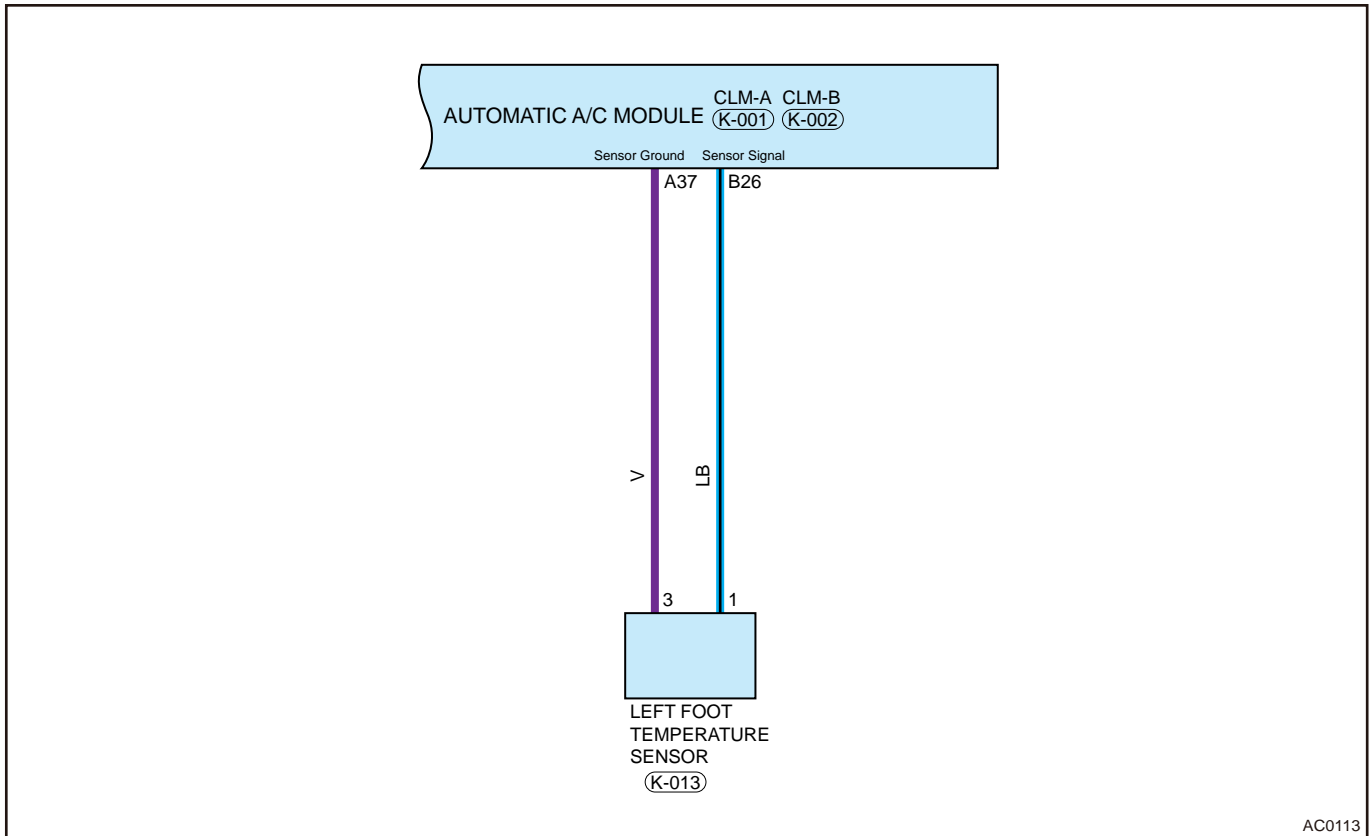 AUTOMATIC A/C MODULE
CLM-A CLM-B
K-001 K-002
Sensor Ground Sensor Signal
A37 B26
V LB
3 1
LEFT FOOT
TEMPERATURE
SENSOR
K-013
AC0113